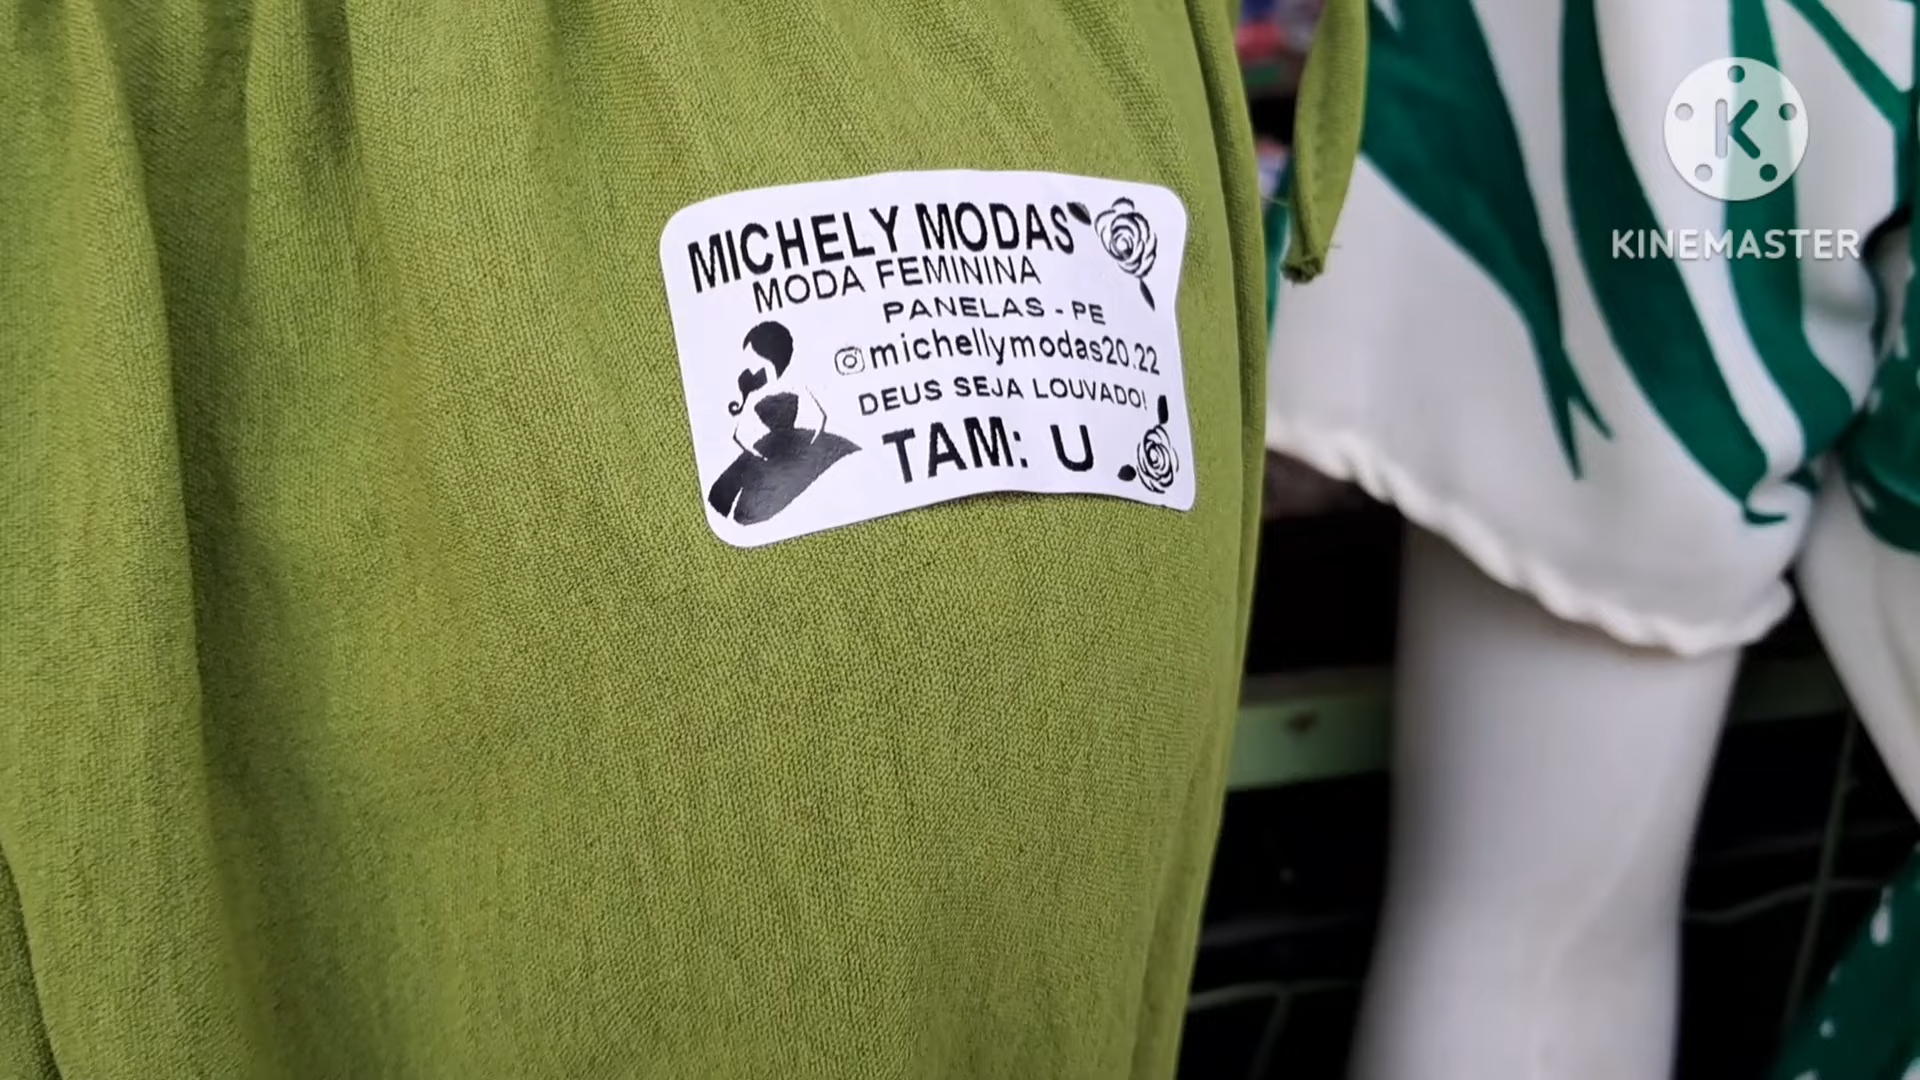 MICHELY MODAS
MODA FEMININA
PANELAS - PE
@michellymodas20.22
DEUS SEJA LOUVADO!
TAM: U
K
KINEMASTER